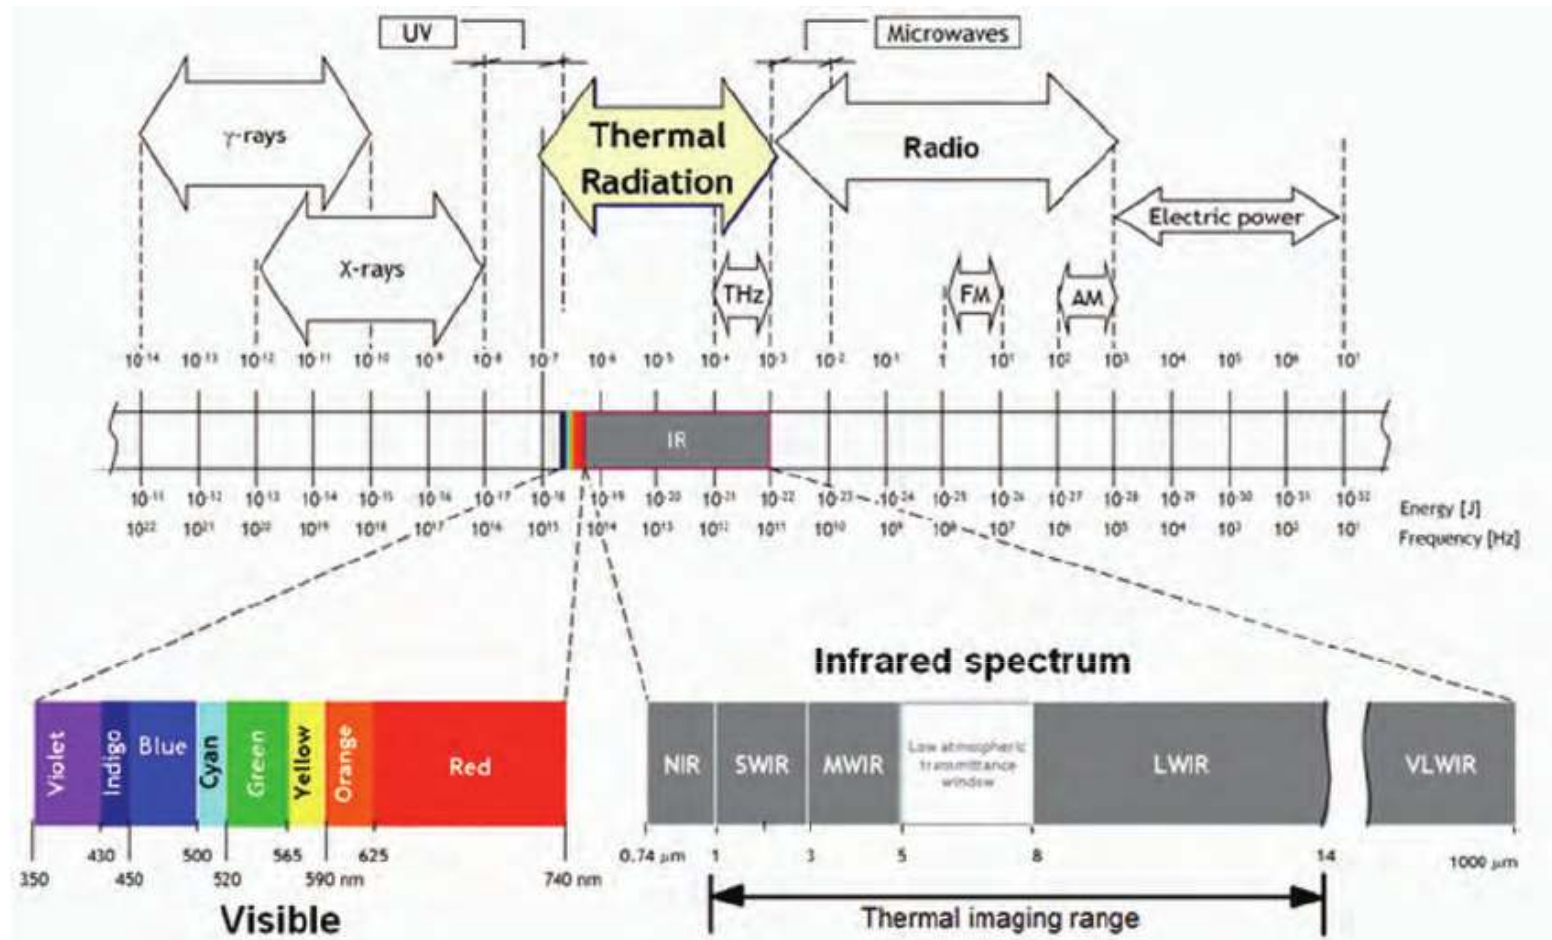 UV
Microwaves
γ-rays
Thermal
Radiation
Radio
X-rays
Electric power
THz
FM
AM
10-14 10-13 10-12 10-11 10-10 10-9 10-8 10-7 10-6 10-5 10-4 10-3 10-2 10-1 1 10¹ 10² 10³ 10⁴ 10⁵ 10⁶ 10⁷
IR
10-11 10-12 10-13 10-14 10-15 10-16 10-17 10-18 10-19 10-20 10-21 10-22 10-23 10-24 10-25 10-26 10-27 10-28 10-29 10-30 10-31 10-32
Energy [J]
10²² 10²¹ 10²⁰ 10¹⁹ 10¹⁸ 10¹⁷ 10¹⁶ 10¹⁵ 10¹⁴ 10¹³ 10¹² 10¹¹ 10¹⁰ 10⁹ 10⁸ 10⁷ 10⁶ 10⁵ 10⁴ 10³ 10² 10¹
Frequency [Hz]
Infrared spectrum
Violet
Indigo
Blue
Cyan
Green
Yellow
Orange
Red
NIR
SWIR
MWIR
Low atmospheric
transmittance
window
LWIR
VLWIR
430 500 565 625
350 450 520 590 nm 740 nm
0.74 μm 1 3 5 8 14 1000 μm
Visible
Thermal imaging range